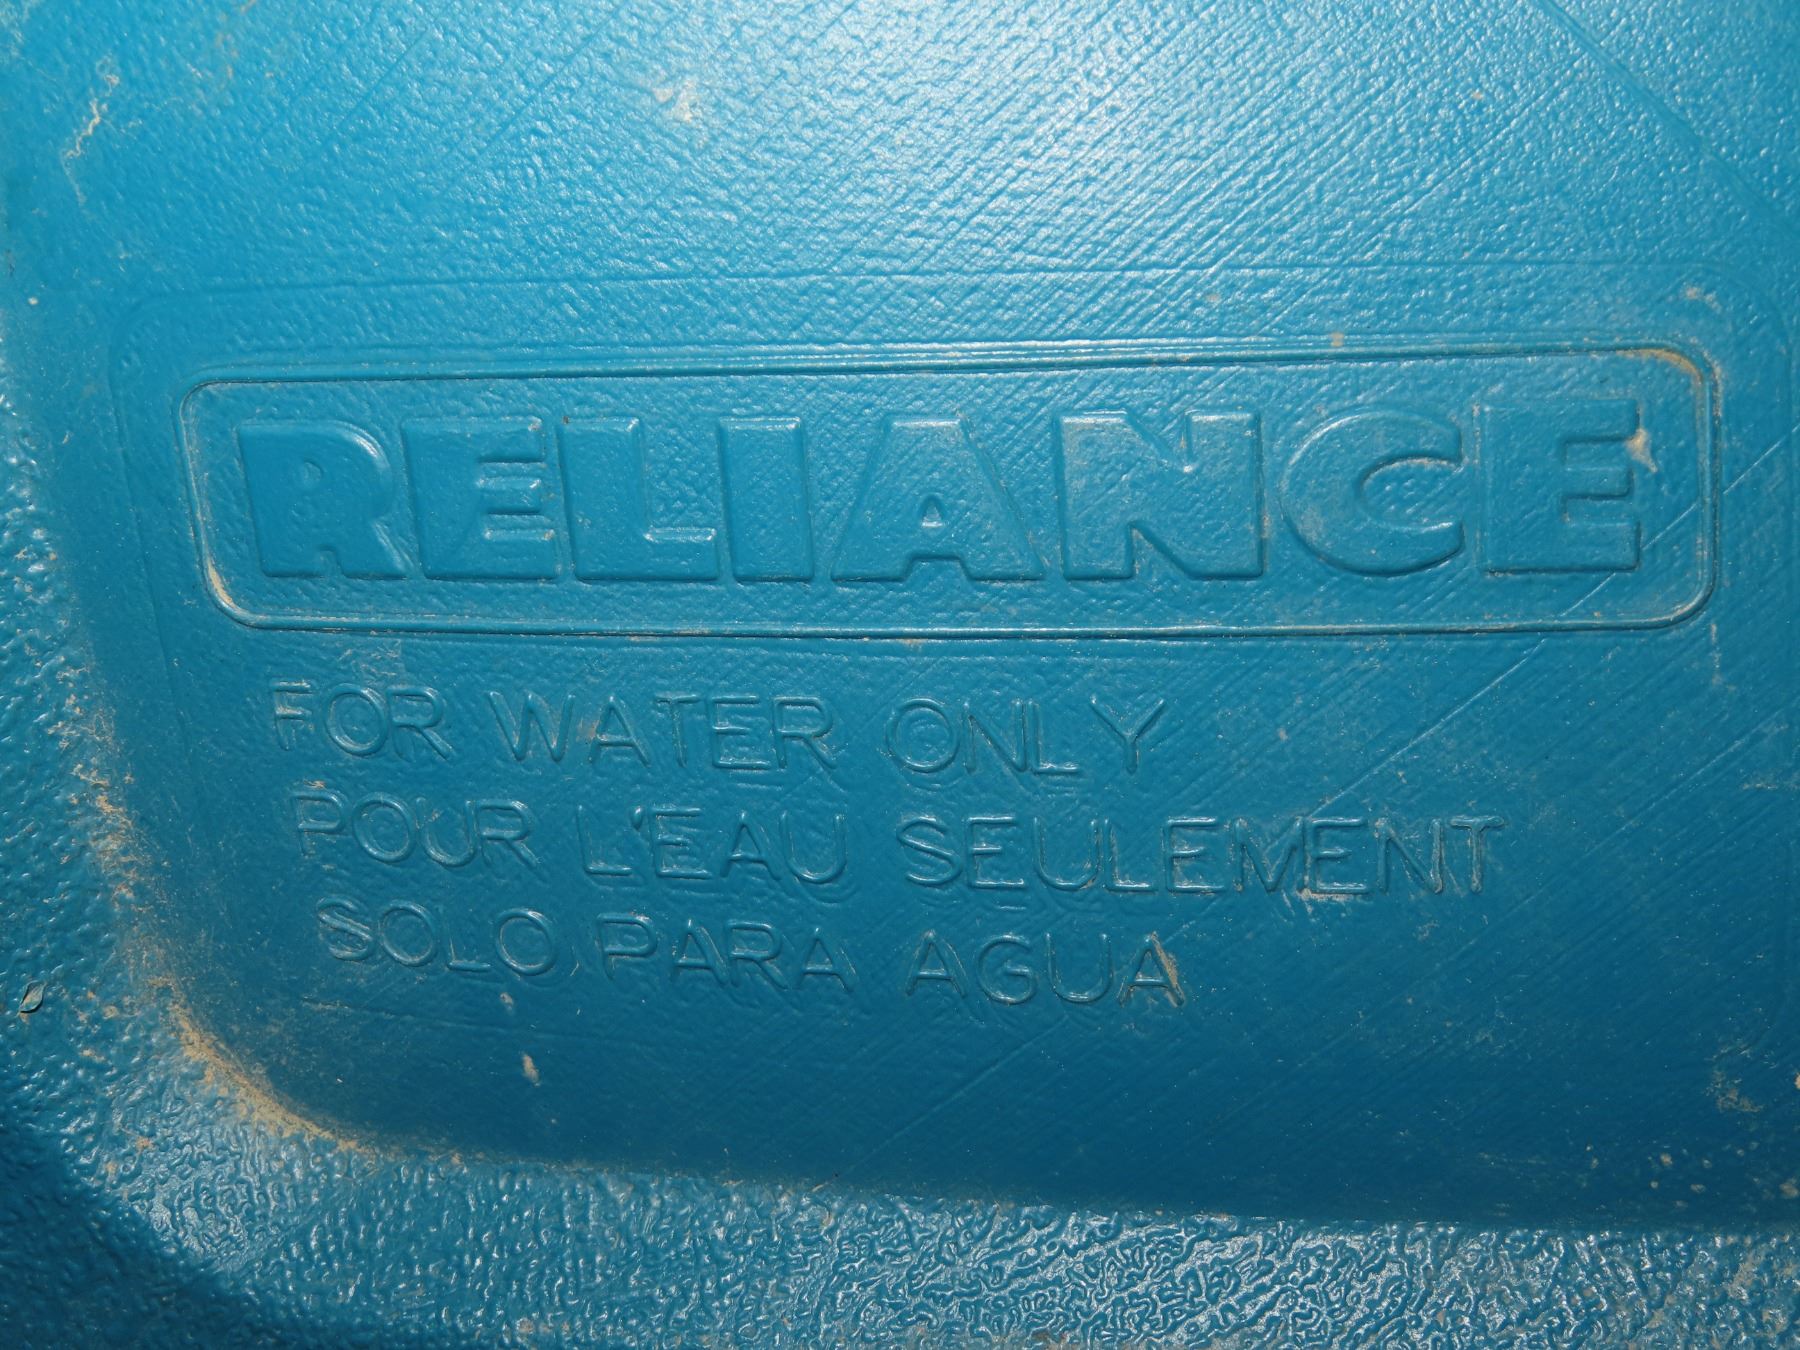 RELIANCE
FOR WATER ONLY
POUR L'EAU SEULEMENT
SOLO PARA AGUA